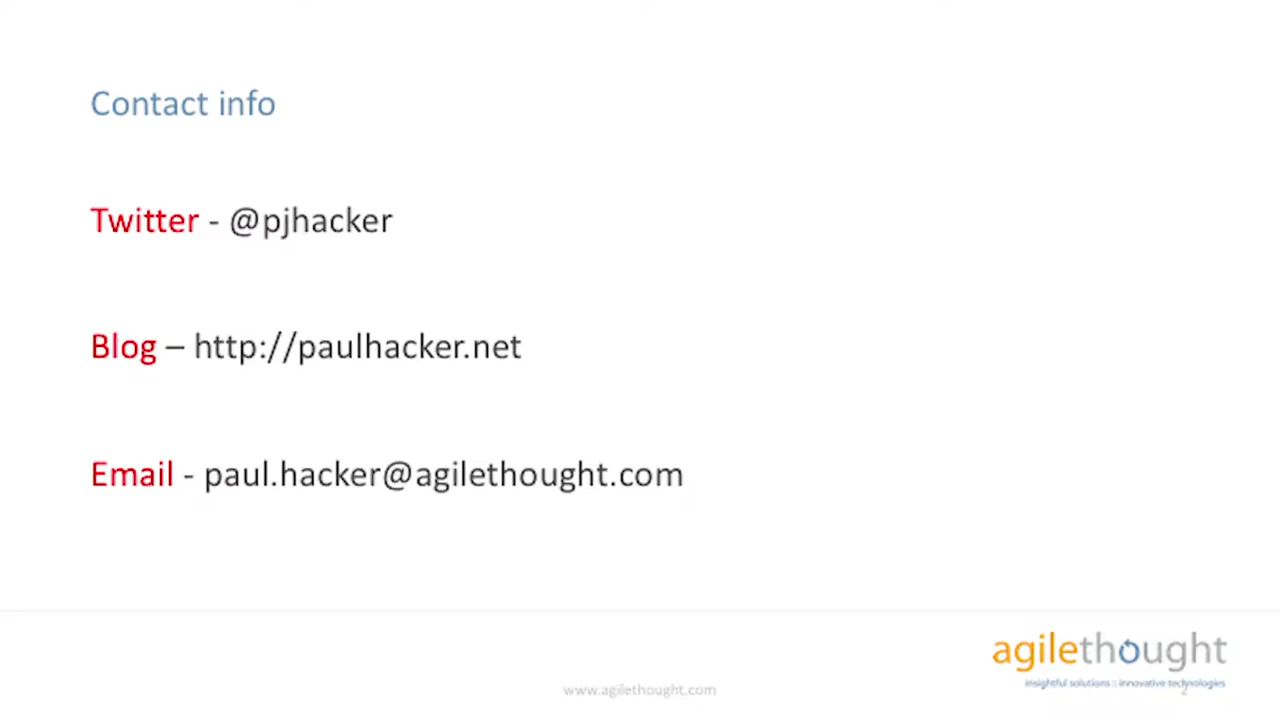 Contact info
Twitter - @pjhacker
Blog – http://paulhacker.net
Email - paul.hacker@agilethought.com
agilethought
insightful solutions :: innovative technologies
www.agilethought.com
2